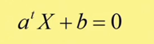 a^t X + b = 0